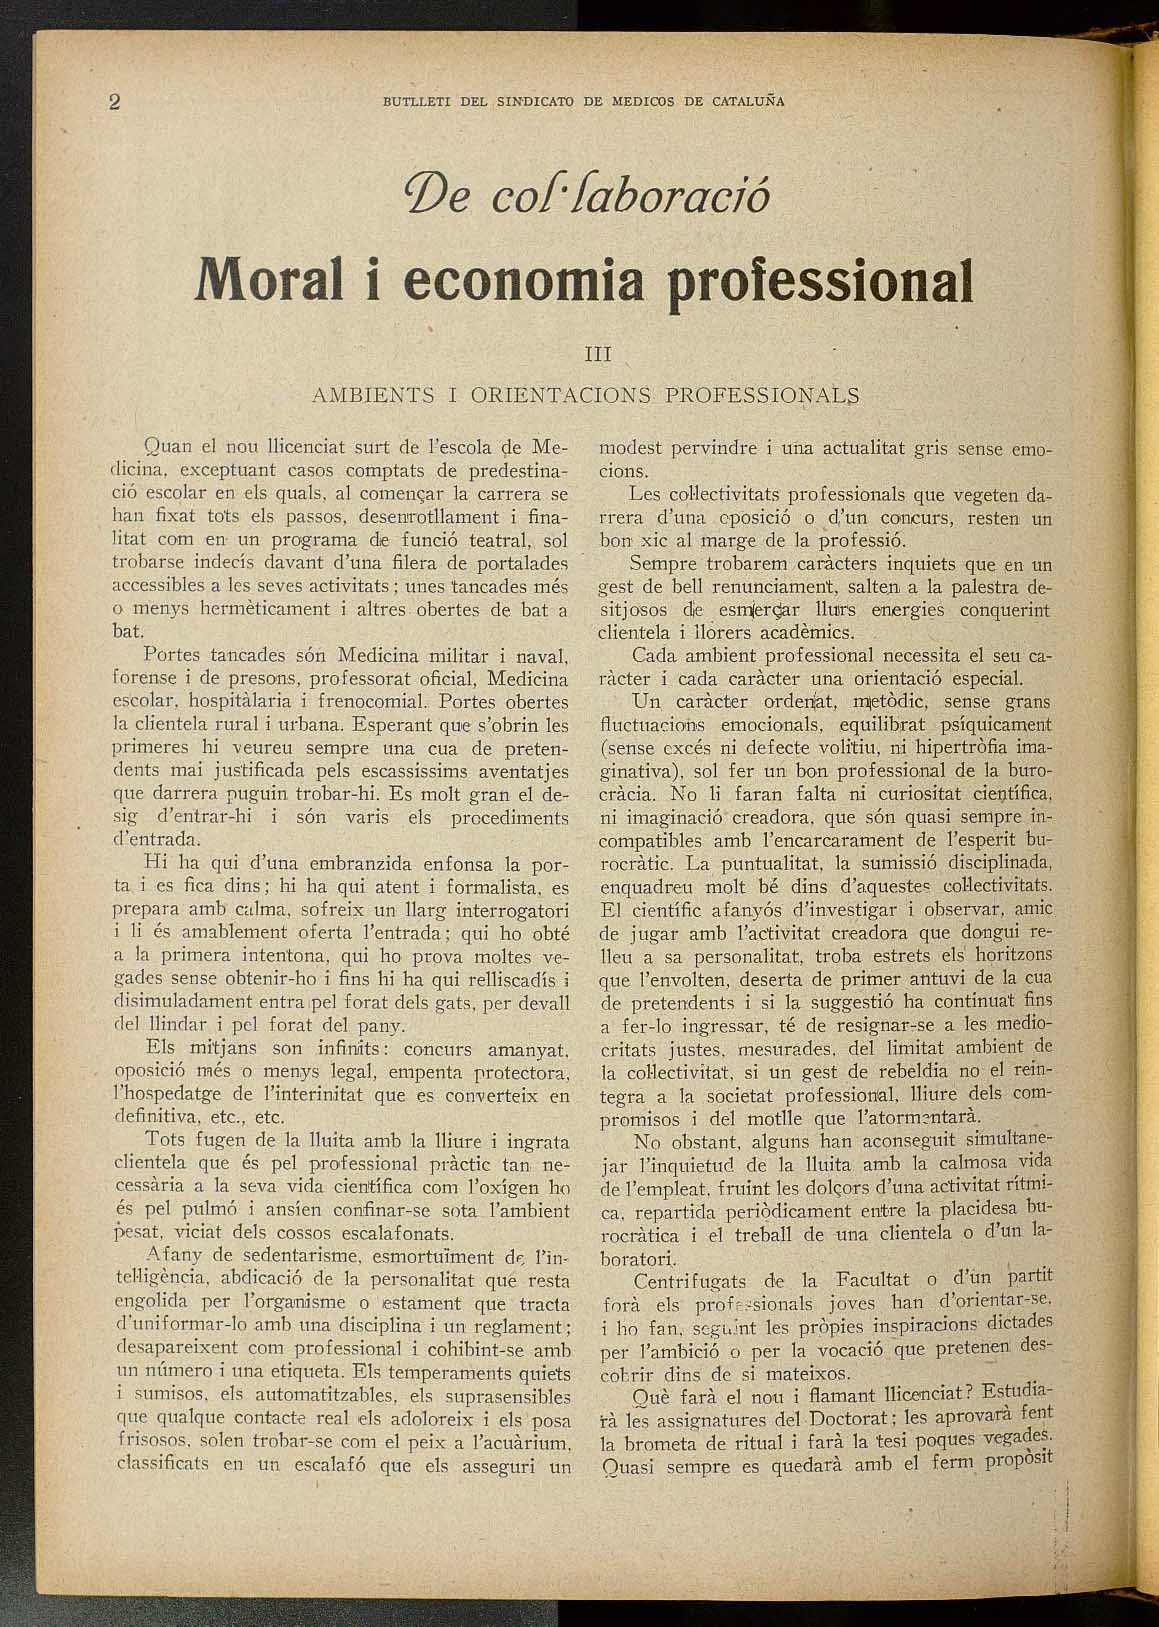 2
BUTLLETI DEL SINDICATO DE MEDICOS DE CATALUÑA
De col·laboració
Moral i economia professional
III
AMBIENTS I ORIENTACIONS PROFESSIONALS
Quan el nou llicenciat surt de l'escola de Me-
dicina, exceptuant casos comptats de predestina-
ció escolar en els quals, al començar la carrera se
han fixat tots els passos, desenrotllament i fina-
litat com en un programa de funció teatral, sol
trobarse indecís davant d'una filera de portalades
accessibles a les seves activitats; unes tancades més
o menys hermèticament i altres obertes de bat a
bat.
Portes tancades són Medicina militar i naval,
forense i de presons, professorat oficial, Medicina
escolar, hospitàlaria i frenocomial. Portes obertes
la clientela rural i urbana. Esperant que s'obrin les
primeres hi veureu sempre una cua de preten-
dents mai justificada pels escassissims aventatjes
que darrera puguin trobar-hi. Es molt gran el de-
sig d'entrar-hi i són varis els procediments
d'entrada.
Hi ha qui d'una embranzida enfonsa la por-
ta i es fica dins; hi ha qui atent i formalista, es
prepara amb calma, sofreix un llarg interrogatori
i li és amablement oferta l'entrada; qui ho obté
a la primera intentona, qui ho prova moltes ve-
gades sense obtenir-ho i fins hi ha qui relliscadís i
disimuladament entra pel forat dels gats, per devall
del llindar i pel forat del pany.
Els mitjans son infinits: concurs amanyat,
oposició més o menys legal, empenta protectora,
l'hospedatge de l'interinitat que es converteix en
definitiva, etc., etc.
Tots fugen de la lluita amb la lliure i ingrata
clientela que és pel professional pràctic tan ne-
cessària a la seva vida científica com l'oxígen ho
és pel pulmó i ansíen confinar-se sota l'ambient
pesat, viciat dels cossos escalafonats.
Afany de sedentarisme, esmortuïment de l'in-
tel·ligència, abdicació de la personalitat que resta
engolida per l'organisme o estament que tracta
d'uniformar-lo amb una disciplina i un reglament;
desapareixent com professional i cohibint-se amb
un número i una etiqueta. Els temperaments quiets
i sumisos, els automatitzables, els suprasensibles
que qualque contacte real els adoloreix i els posa
frisosos, solen trobar-se com el peix a l'acuàrium,
classificats en un escalafó que els asseguri un
modest pervindre i una actualitat gris sense emo-
cions.
Les col·lectivitats professionals que vegeten da-
rrera d'una oposició o d'un concurs, resten un
bon xic al marge de la professió.
Sempre trobarem caràcters inquiets que en un
gest de bell renunciament, salten a la palestra de-
sitjosos de esmerçar llurs energies conquerint
clientela i llorers acadèmics.
Cada ambient professional necessita el seu ca-
ràcter i cada caràcter una orientació especial.
Un caràcter ordenat, metòdic, sense grans
fluctuacions emocionals, equilibrat psíquicament
(sense excés ni defecte volitiu, ni hipertròfia ima-
ginativa), sol fer un bon professional de la buro-
cràcia. No li faran falta ni curiositat científica,
ni imaginació creadora, que són quasi sempre in-
compatibles amb l'encarcarament de l'esperit bu-
rocràtic. La puntualitat, la sumissió disciplinada,
enquadreu molt bé dins d'aquestes col·lectivitats.
El científic afanyós d'investigar i observar, amic
de jugar amb l'activitat creadora que dongui re-
lleu a sa personalitat, troba estrets els horitzons
que l'envolten, deserta de primer antuvi de la cua
de pretendents i si la suggestió ha continuat fins
a fer-lo ingressar, té de resignar-se a les medio-
critats justes, mesurades, del limitat ambient de
la col·lectivitat, si un gest de rebeldia no el rein-
tegra a la societat professional, lliure dels com-
promisos i del motlle que l'atormentarà.
No obstant, alguns han aconseguit simultane-
jar l'inquietud de la lluita amb la calmosa vida
de l'empleat, fruint les dolçors d'una activitat rítmi-
ca, repartida periòdicament entre la placidesa bu-
rocràtica i el treball de una clientela o d'un la-
boratori.
Centrifugats de la Facultat o d'un partit
forà els professionals joves han d'orientar-se,
i ho fan, seguint les pròpies inspiracions dictades
per l'ambició o per la vocació que pretenen des-
cobrir dins de si mateixos.
Què farà el nou i flamant llicenciat? Estudia-
rà les assignatures del Doctorat; les aprovarà fent
la brometa de ritual i farà la tesi poques vegades.
Quasi sempre es quedarà amb el ferm propòsit